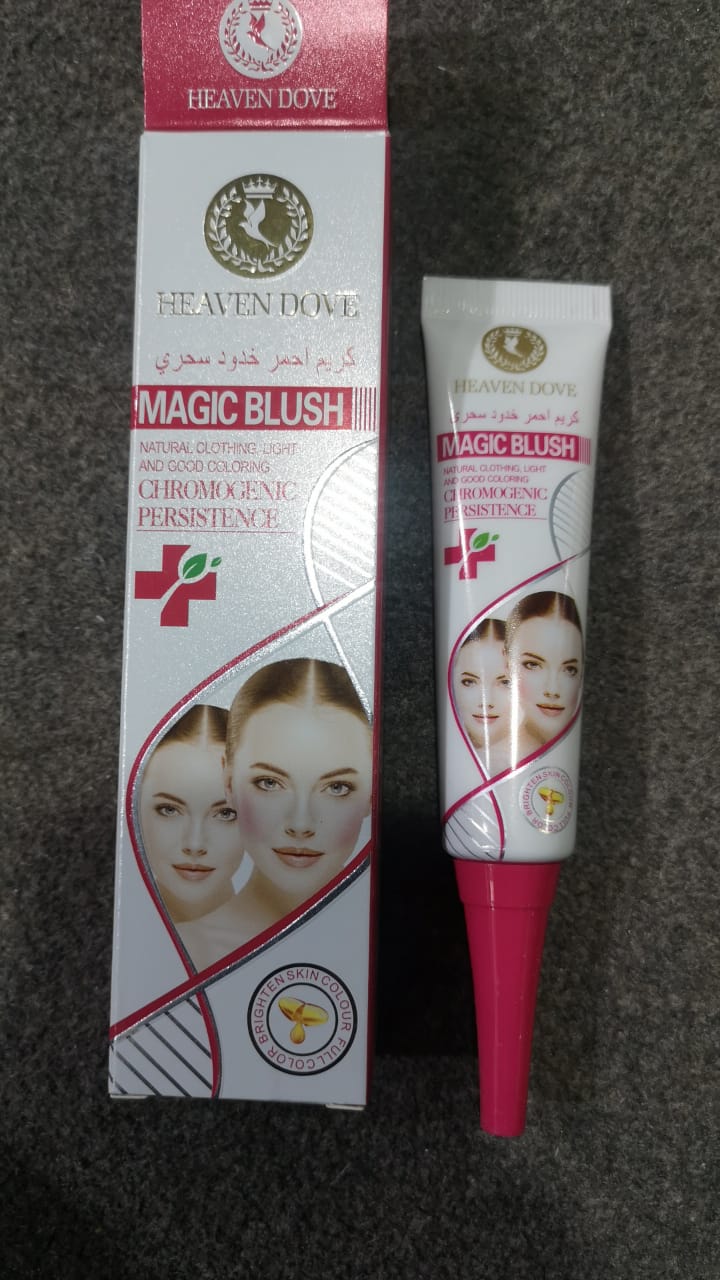 HEAVEN DOVE
HEAVEN DOVE
كريم احمر خدود سحري
MAGIC BLUSH
NATURAL CLOTHING, LIGHT
AND GOOD COLORING
CHROMOGENIC
PERSISTENCE
BRIGHTEN SKIN COLOUR FULL COLOR
HEAVEN DOVE
كريم احمر خدود سحري
MAGIC BLUSH
NATURAL CLOTHING, LIGHT
AND GOOD COLORING
CHROMOGENIC
PERSISTENCE
BRIGHTEN SKIN COLOUR FULL COLOR